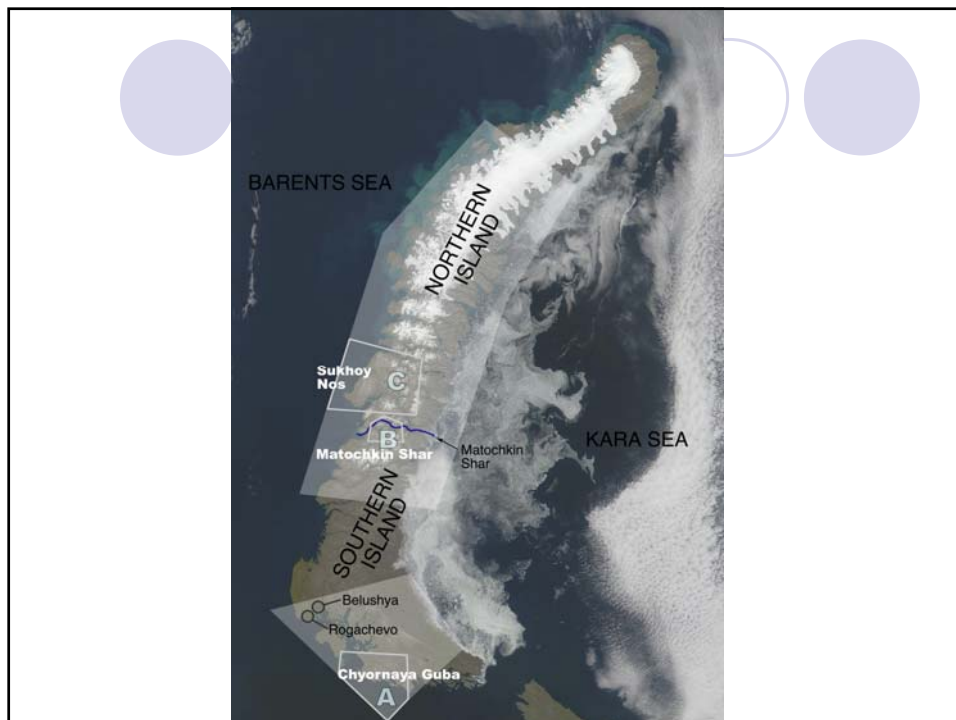 BARENTS SEA
NORTHERN
ISLAND
Sukhoy
Nos
C
B
Matochkin Shar
Matochkin
Shar
KARA SEA
SOUTHERN
ISLAND
Belushya
Rogachevo
Chyornaya Guba
A